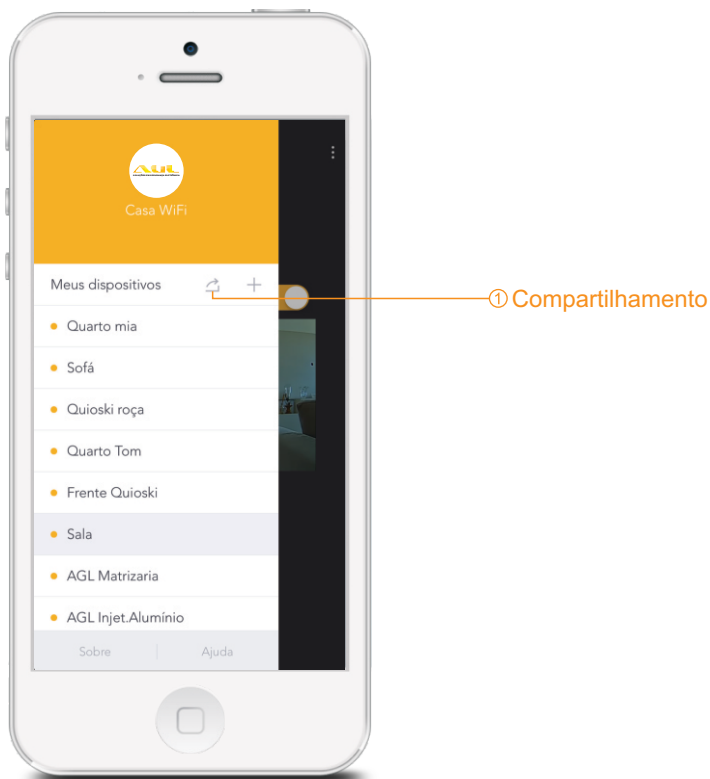 AGL
Casa WiFi
Meus dispositivos
① Compartilhamento
Quarto mia
Sofá
Quioski roça
Quarto Tom
Frente Quioski
Sala
AGL Matrizaria
AGL Injet.Alumínio
Sobre
Ajuda